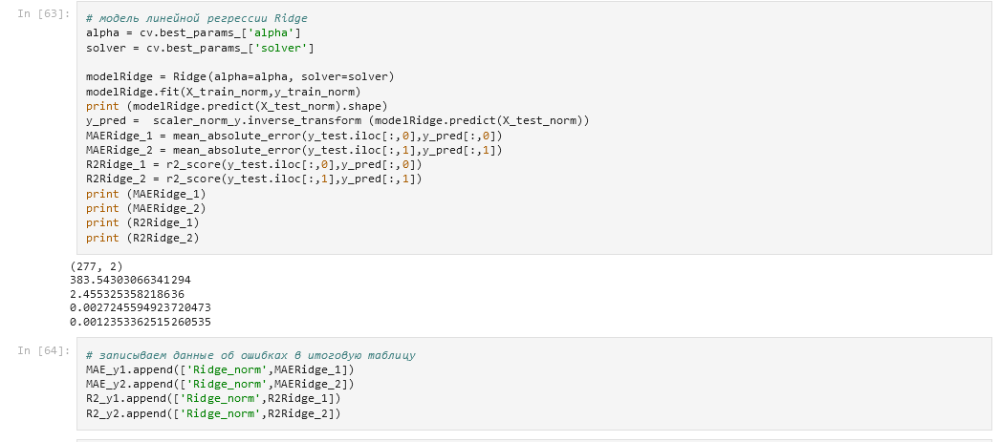 In [63]:
# модель линейной регрессии Ridge
alpha = cv.best_params_['alpha']
solver = cv.best_params_['solver']
modelRidge = Ridge(alpha=alpha, solver=solver)
modelRidge.fit(X_train_norm,y_train_norm)
print (modelRidge.predict(X_test_norm).shape)
y_pred =  scaler_norm_y.inverse_transform (modelRidge.predict(X_test_norm))
MAERidge_1 = mean_absolute_error(y_test.iloc[:,0],y_pred[:,0])
MAERidge_2 = mean_absolute_error(y_test.iloc[:,1],y_pred[:,1])
R2Ridge_1 = r2_score(y_test.iloc[:,0],y_pred[:,0])
R2Ridge_2 = r2_score(y_test.iloc[:,1],y_pred[:,1])
print (MAERidge_1)
print (MAERidge_2)
print (R2Ridge_1)
print (R2Ridge_2)
(277, 2)
383.54303066341294
2.455325358218636
0.0027245594923720473
0.0012353362515260535
In [64]:
# записываем данные об ошибках в итоговую таблицу
MAE_y1.append(['Ridge_norm',MAERidge_1])
MAE_y2.append(['Ridge_norm',MAERidge_2])
R2_y1.append(['Ridge_norm',R2Ridge_1])
R2_y2.append(['Ridge_norm',R2Ridge_2])